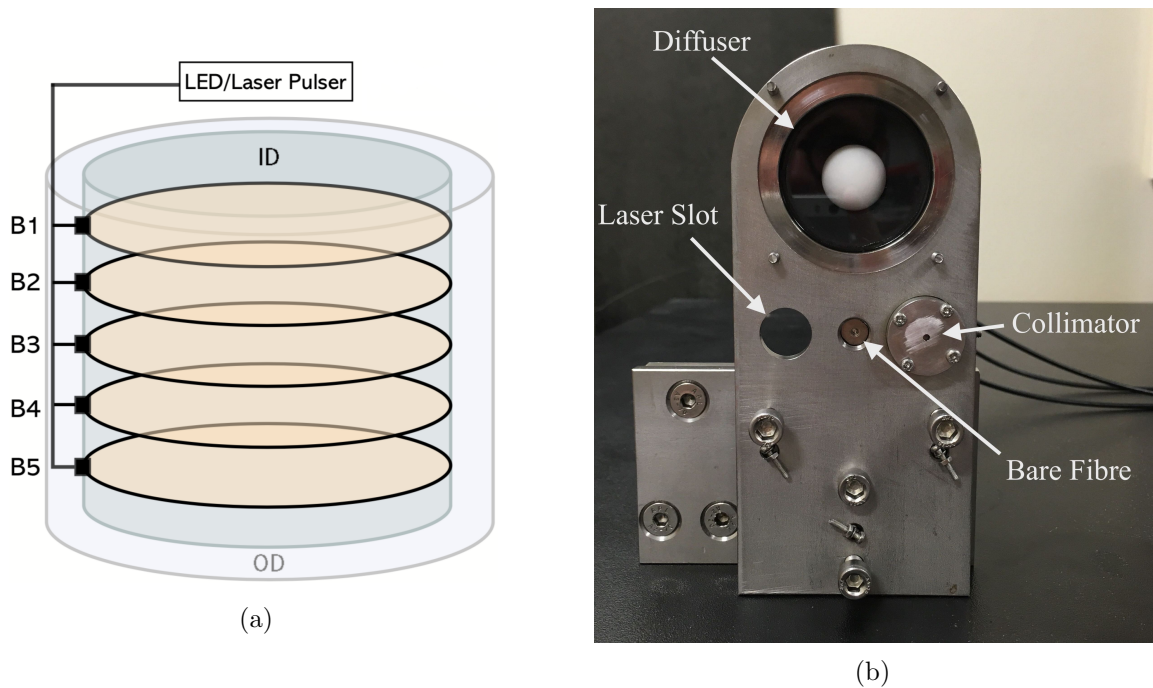 LED/Laser Pulser
ID
B1
B2
B3
B4
B5
OD
(a)
Diffuser
Laser Slot
Collimator
Bare Fibre
(b)